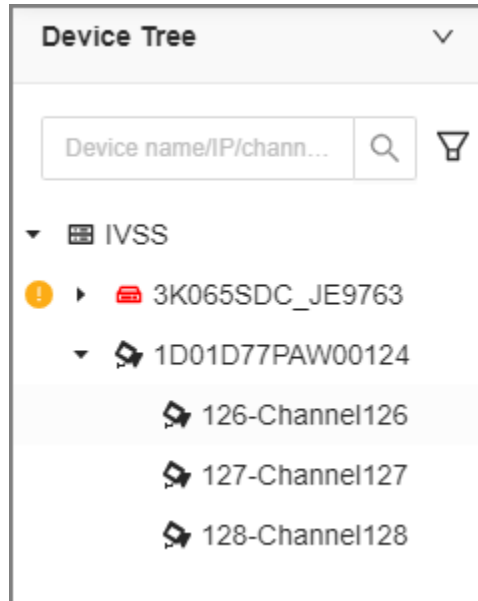 Device Tree
Device name/IP/chann...
IVSS
3K065SDC_JE9763
1D01D77PAW00124
126-Channel126
127-Channel127
128-Channel128